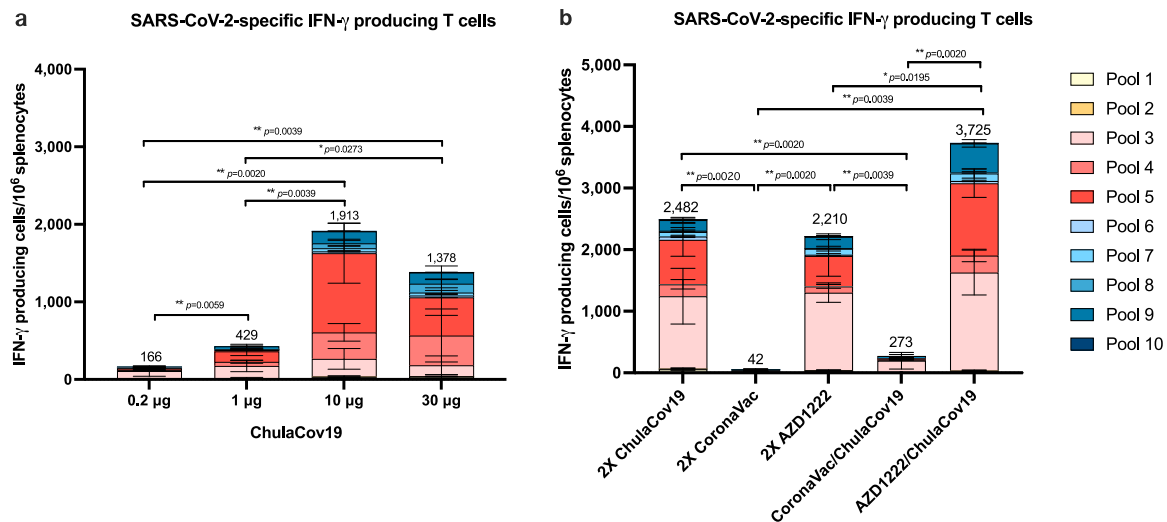 a
SARS-CoV-2-specific IFN-γ producing T cells
IFN-γ producing cells/10⁶ splenocytes
4,000
3,000
2,000
1,000
0
** p=0.0039
* p=0.0273
** p=0.0020
** p=0.0039
** p=0.0059
166
429
1,913
1,378
0.2 µg
1 µg
10 µg
30 µg
ChulaCov19
b
SARS-CoV-2-specific IFN-γ producing T cells
IFN-γ producing cells/10⁶ splenocytes
5,000
4,000
3,000
2,000
1,000
0
** p=0.0020
* p=0.0195
** p=0.0039
** p=0.0020
** p=0.0020
** p=0.0020
** p=0.0039
2,482
42
2,210
273
3,725
2X ChulaCov19
2X CoronaVac
2X AZD1222
CoronaVac/ChulaCov19
AZD1222/ChulaCov19
Pool 1
Pool 2
Pool 3
Pool 4
Pool 5
Pool 6
Pool 7
Pool 8
Pool 9
Pool 10